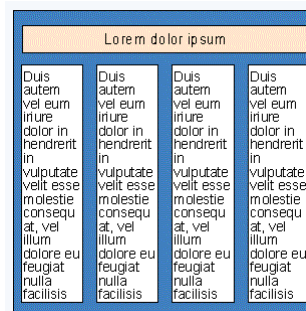 Lorem dolor ipsum
Duis
autem
vel eum
iriure
dolor in
hendrerit
in
vulputate
velit esse
molestie
consequ
at, vel
illum
dolore eu
feugiat
nulla
facilisis
Duis
autem
vel eum
iriure
dolor in
hendrerit
in
vulputate
velit esse
molestie
consequ
at, vel
illum
dolore eu
feugiat
nulla
facilisis
Duis
autem
vel eum
iriure
dolor in
hendrerit
in
vulputate
velit esse
molestie
consequ
at, vel
illum
dolore eu
feugiat
nulla
facilisis
Duis
autem
vel eum
iriure
dolor in
hendrerit
in
vulputate
velit esse
molestie
consequ
at, vel
illum
dolore eu
feugiat
nulla
facilisis